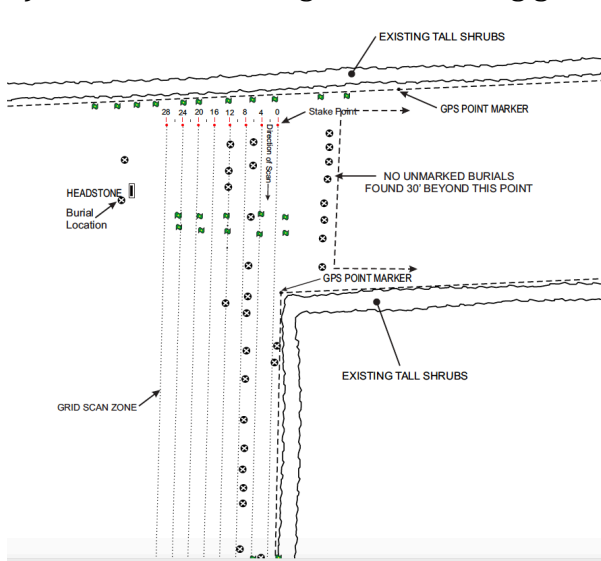 EXISTING TALL SHRUBS
GPS POINT MARKER
28 24 20 16 12 8 4 0
Stake Point
Direction of Scan
NO UNMARKED BURIALS
FOUND 30' BEYOND THIS POINT
HEADSTONE
Burial
Location
GPS POINT MARKER
EXISTING TALL SHRUBS
GRID SCAN ZONE